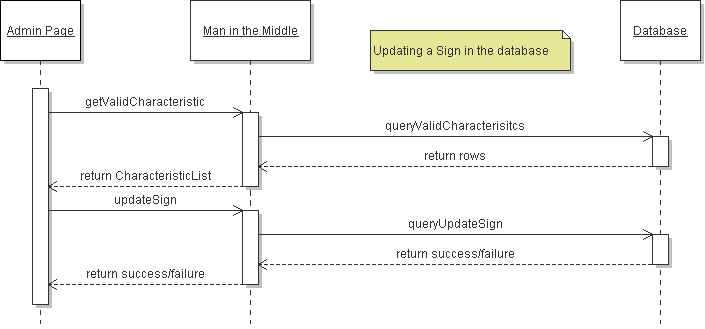 Admin Page
Man in the Middle
Updating a Sign in the database
Database
getValidCharacteristic
queryValidCharacterisitcs
return rows
return CharacteristicList
updateSign
queryUpdateSign
return success/failure
return success/failure